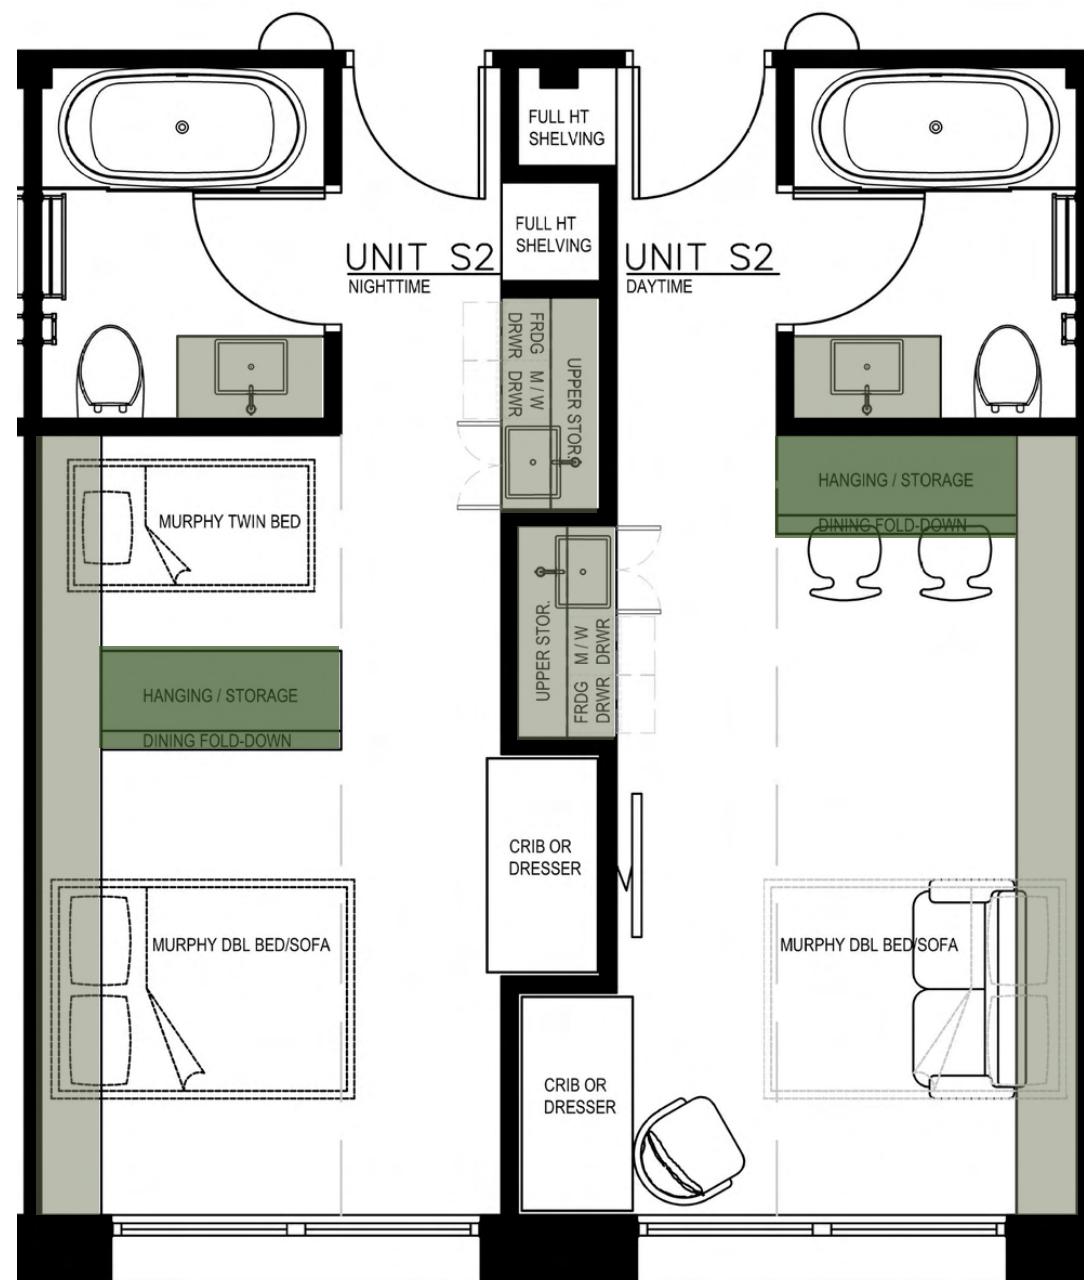 FULL HT
SHELVING
FULL HT
SHELVING
UNIT S2
NIGHTTIME
UNIT S2
DAYTIME
FRDG M / W
DRWR DRWR
UPPER STOR.
HANGING / STORAGE
DINING FOLD-DOWN
MURPHY TWIN BED
UPPER STOR.
FRDG M / W
DRWR DRWR
HANGING / STORAGE
DINING FOLD-DOWN
CRIB OR
DRESSER
MURPHY DBL BED/SOFA
MURPHY DBL BED/SOFA
CRIB OR
DRESSER